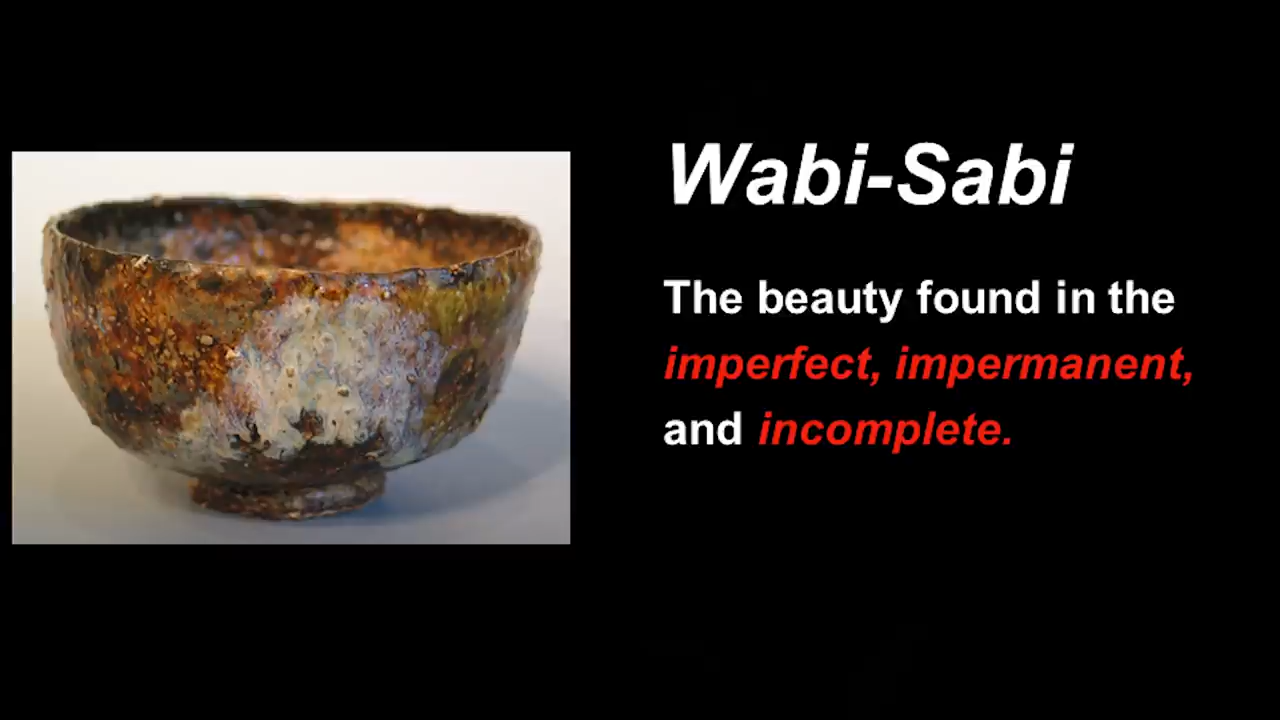 Wabi-Sabi
The beauty found in the
imperfect, impermanent,
and incomplete.